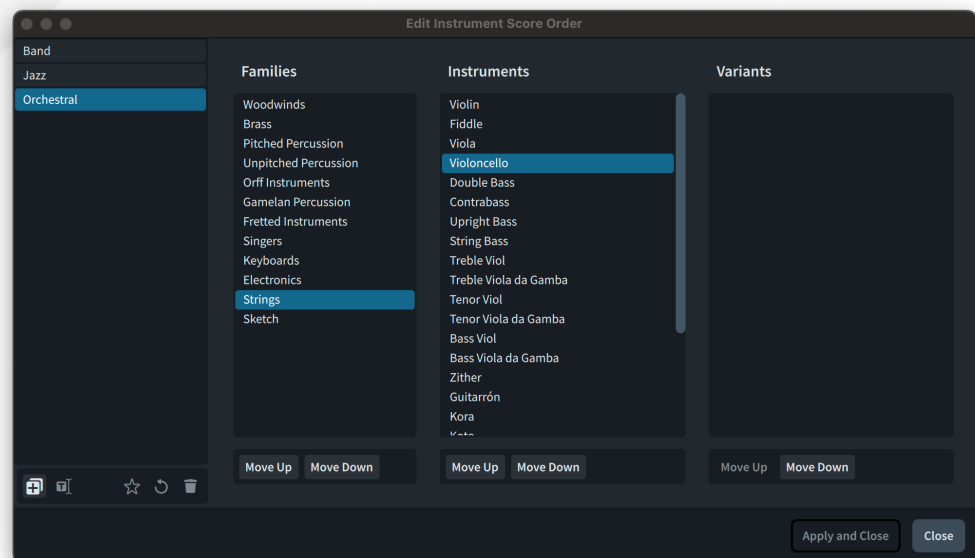 Edit Instrument Score Order
Band
Jazz
Orchestral
Families
Woodwinds
Brass
Pitched Percussion
Unpitched Percussion
Orff Instruments
Gamelan Percussion
Fretted Instruments
Singers
Keyboards
Electronics
Strings
Sketch
Move Up
Move Down
Instruments
Violin
Fiddle
Viola
Violoncello
Double Bass
Contrabass
Upright Bass
String Bass
Treble Viol
Treble Viola da Gamba
Tenor Viol
Tenor Viola da Gamba
Bass Viol
Bass Viola da Gamba
Zither
Guitarrón
Kora
Move Up
Move Down
Variants
Move Up
Move Down
Apply and Close
Close